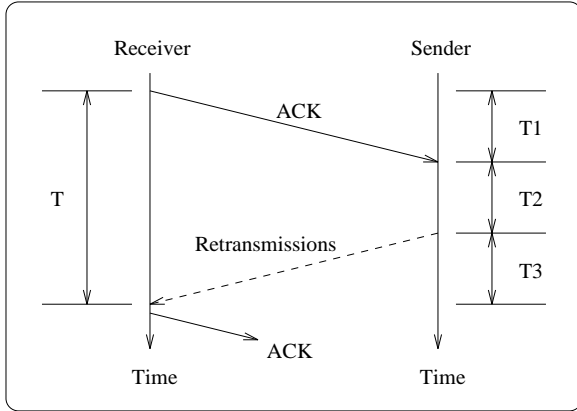 Receiver
Sender
ACK
T1
T
T2
Retransmissions
T3
ACK
Time
Time